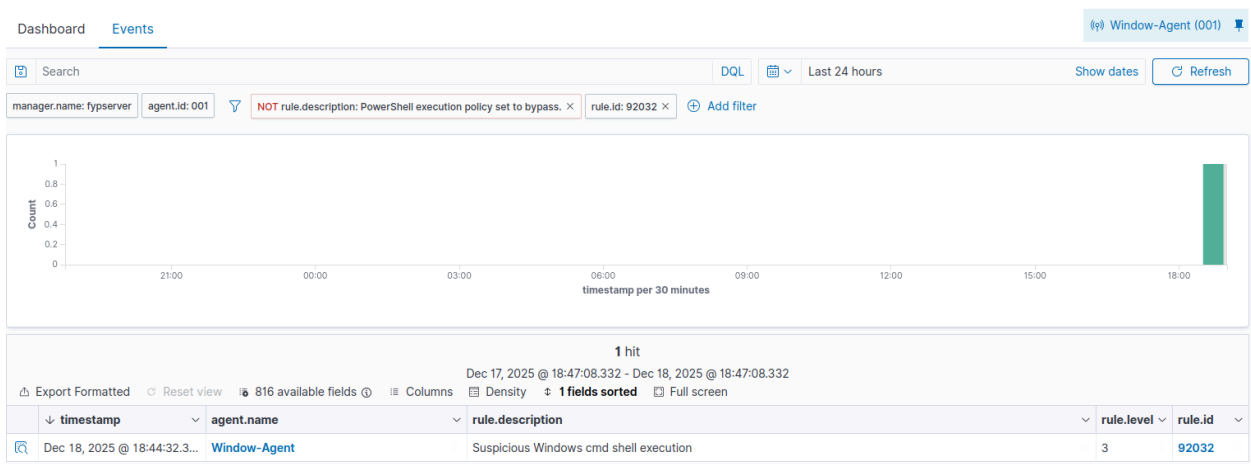 Dashboard Events Window-Agent (001)
Search DQL Last 24 hours Show dates Refresh
manager.name: fypserver agent.id: 001 NOT rule.description: PowerShell execution policy set to bypass. × rule.id: 92032 × Add filter
1
0.8
0.6
0.4
0.2
0
Count
21:00 00:00 03:00 06:00 09:00 12:00 15:00 18:00
timestamp per 30 minutes
1 hit
Dec 17, 2025 @ 18:47:08.332 - Dec 18, 2025 @ 18:47:08.332
Export Formatted Reset view 816 available fields Columns Density 1 fields sorted Full screen
timestamp agent.name rule.description rule.level rule.id
Dec 18, 2025 @ 18:44:32.3... Window-Agent Suspicious Windows cmd shell execution 3 92032